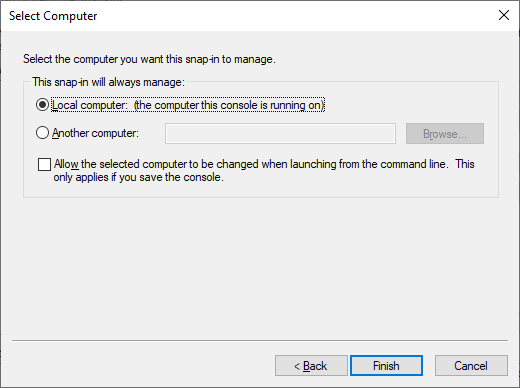 Select Computer
Select the computer you want this snap-in to manage.
This snap-in will always manage:
Local computer: (the computer this console is running on)
Another computer:
Browse...
Allow the selected computer to be changed when launching from the command line. This
only applies if you save the console.
< Back
Finish
Cancel